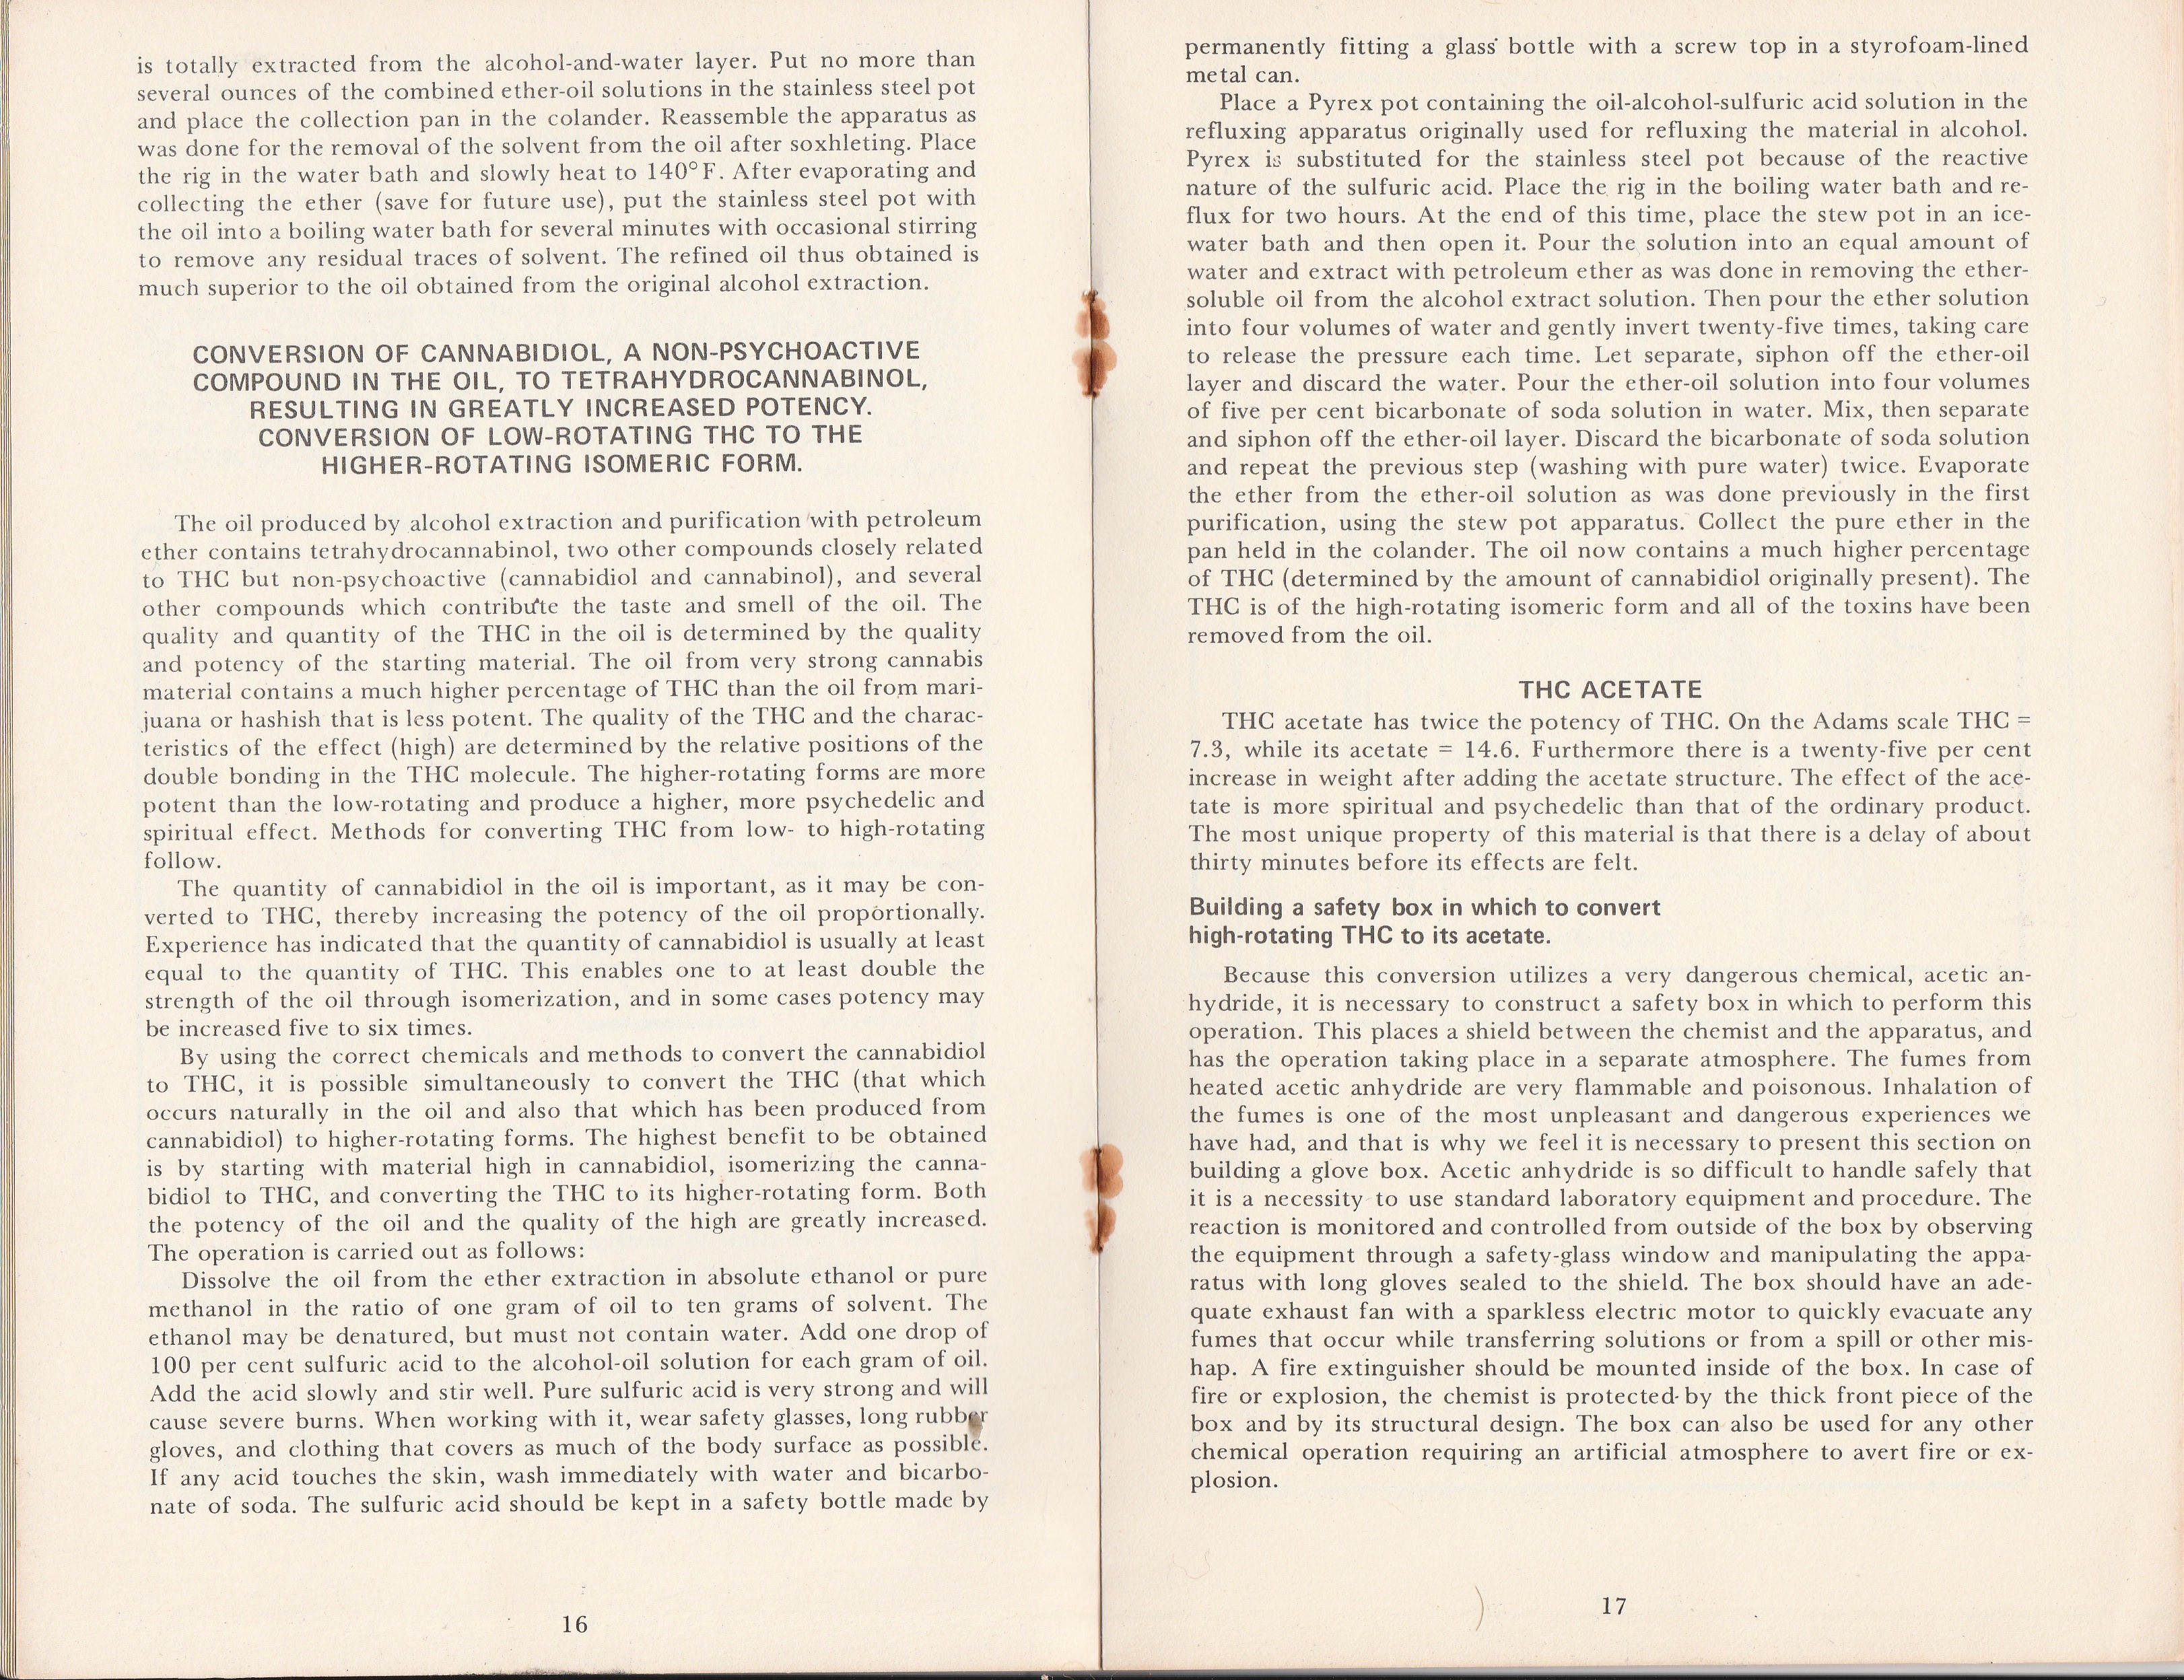 is totally extracted from the alcohol-and-water layer. Put no more than
several ounces of the combined ether-oil solutions in the stainless steel pot
and place the collection pan in the colander. Reassemble the apparatus as
was done for the removal of the solvent from the oil after soxhleting. Place
the rig in the water bath and slowly heat to 140°F. After evaporating and
collecting the ether (save for future use), put the stainless steel pot with
the oil into a boiling water bath for several minutes with occasional stirring
to remove any residual traces of solvent. The refined oil thus obtained is
much superior to the oil obtained from the original alcohol extraction.
CONVERSION OF CANNABIDIOL, A NON-PSYCHOACTIVE
COMPOUND IN THE OIL, TO TETRAHYDROCANNABINOL,
RESULTING IN GREATLY INCREASED POTENCY.
CONVERSION OF LOW-ROTATING THC TO THE
HIGHER-ROTATING ISOMERIC FORM.
The oil produced by alcohol extraction and purification with petroleum
ether contains tetrahydrocannabinol, two other compounds closely related
to THC but non-psychoactive (cannabidiol and cannabinol), and several
other compounds which contribute the taste and smell of the oil. The
quality and quantity of the THC in the oil is determined by the quality
and potency of the starting material. The oil from very strong cannabis
material contains a much higher percentage of THC than the oil from mari-
juana or hashish that is less potent. The quality of the THC and the charac-
teristics of the effect (high) are determined by the relative positions of the
double bonding in the THC molecule. The higher-rotating forms are more
potent than the low-rotating and produce a higher, more psychedelic and
spiritual effect. Methods for converting THC from low- to high-rotating
follow.
The quantity of cannabidiol in the oil is important, as it may be con-
verted to THC, thereby increasing the potency of the oil proportionally.
Experience has indicated that the quantity of cannabidiol is usually at least
equal to the quantity of THC. This enables one to at least double the
strength of the oil through isomerization, and in some cases potency may
be increased five to six times.
By using the correct chemicals and methods to convert the cannabidiol
to THC, it is possible simultaneously to convert the THC (that which
occurs naturally in the oil and also that which has been produced from
cannabidiol) to higher-rotating forms. The highest benefit to be obtained
is by starting with material high in cannabidiol, isomerizing the canna-
bidiol to THC, and converting the THC to its higher-rotating form. Both
the potency of the oil and the quality of the high are greatly increased.
The operation is carried out as follows:
Dissolve the oil from the ether extraction in absolute ethanol or pure
methanol in the ratio of one gram of oil to ten grams of solvent. The
ethanol may be denatured, but must not contain water. Add one drop of
100 per cent sulfuric acid to the alcohol-oil solution for each gram of oil.
Add the acid slowly and stir well. Pure sulfuric acid is very strong and will
cause severe burns. When working with it, wear safety glasses, long rubber
gloves, and clothing that covers as much of the body surface as possible.
If any acid touches the skin, wash immediately with water and bicarbo-
nate of soda. The sulfuric acid should be kept in a safety bottle made by
16
permanently fitting a glass bottle with a screw top in a styrofoam-lined
metal can.
Place a Pyrex pot containing the oil-alcohol-sulfuric acid solution in the
refluxing apparatus originally used for refluxing the material in alcohol.
Pyrex is substituted for the stainless steel pot because of the reactive
nature of the sulfuric acid. Place the rig in the boiling water bath and re-
flux for two hours. At the end of this time, place the stew pot in an ice-
water bath and then open it. Pour the solution into an equal amount of
water and extract with petroleum ether as was done in removing the ether-
soluble oil from the alcohol extract solution. Then pour the ether solution
into four volumes of water and gently invert twenty-five times, taking care
to release the pressure each time. Let separate, siphon off the ether-oil
layer and discard the water. Pour the ether-oil solution into four volumes
of five per cent bicarbonate of soda solution in water. Mix, then separate
and siphon off the ether-oil layer. Discard the bicarbonate of soda solution
and repeat the previous step (washing with pure water) twice. Evaporate
the ether from the ether-oil solution as was done previously in the first
purification, using the stew pot apparatus. Collect the pure ether in the
pan held in the colander. The oil now contains a much higher percentage
of THC (determined by the amount of cannabidiol originally present). The
THC is of the high-rotating isomeric form and all of the toxins have been
removed from the oil.
THC ACETATE
THC acetate has twice the potency of THC. On the Adams scale THC =
7.3, while its acetate = 14.6. Furthermore there is a twenty-five per cent
increase in weight after adding the acetate structure. The effect of the ace-
tate is more spiritual and psychedelic than that of the ordinary product.
The most unique property of this material is that there is a delay of about
thirty minutes before its effects are felt.
Building a safety box in which to convert
high-rotating THC to its acetate.
Because this conversion utilizes a very dangerous chemical, acetic an-
hydride, it is necessary to construct a safety box in which to perform this
operation. This places a shield between the chemist and the apparatus, and
has the operation taking place in a separate atmosphere. The fumes from
heated acetic anhydride are very flammable and poisonous. Inhalation of
the fumes is one of the most unpleasant and dangerous experiences we
have had, and that is why we feel it is necessary to present this section on
building a glove box. Acetic anhydride is so difficult to handle safely that
it is a necessity to use standard laboratory equipment and procedure. The
reaction is monitored and controlled from outside of the box by observing
the equipment through a safety-glass window and manipulating the appa-
ratus with long gloves sealed to the shield. The box should have an ade-
quate exhaust fan with a sparkless electric motor to quickly evacuate any
fumes that occur while transferring solutions or from a spill or other mis-
hap. A fire extinguisher should be mounted inside of the box. In case of
fire or explosion, the chemist is protected by the thick front piece of the
box and by its structural design. The box can also be used for any other
chemical operation requiring an artificial atmosphere to avert fire or ex-
plosion.
17